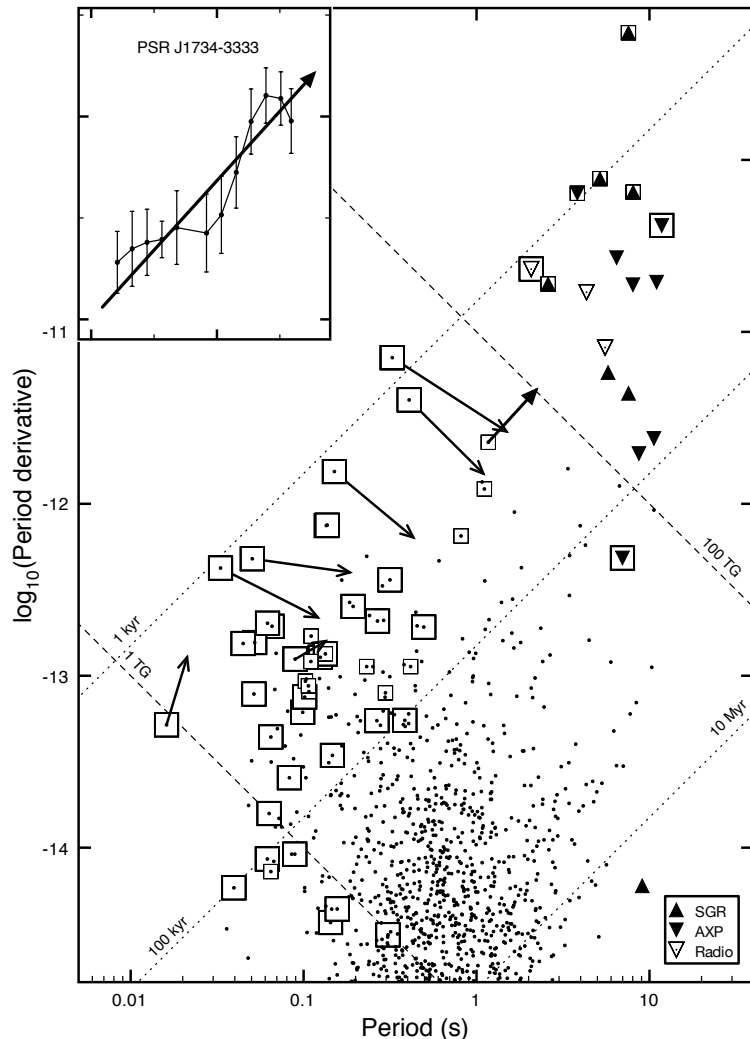 PSR J1734-3333
-11
-12
-13
-14
log10(Period derivative)
1 kyr
1 TG
100 TG
10 Myr
100 kyr
SGR
AXP
Radio
0.01
0.1
1
10
Period (s)